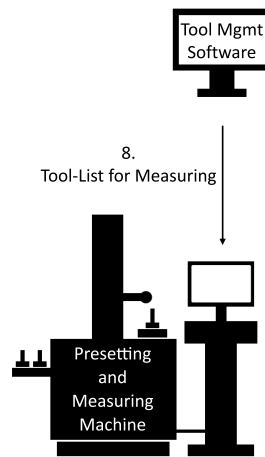 Tool Mgmt
Software
8.
Tool-List for Measuring
Presetting
and
Measuring
Machine